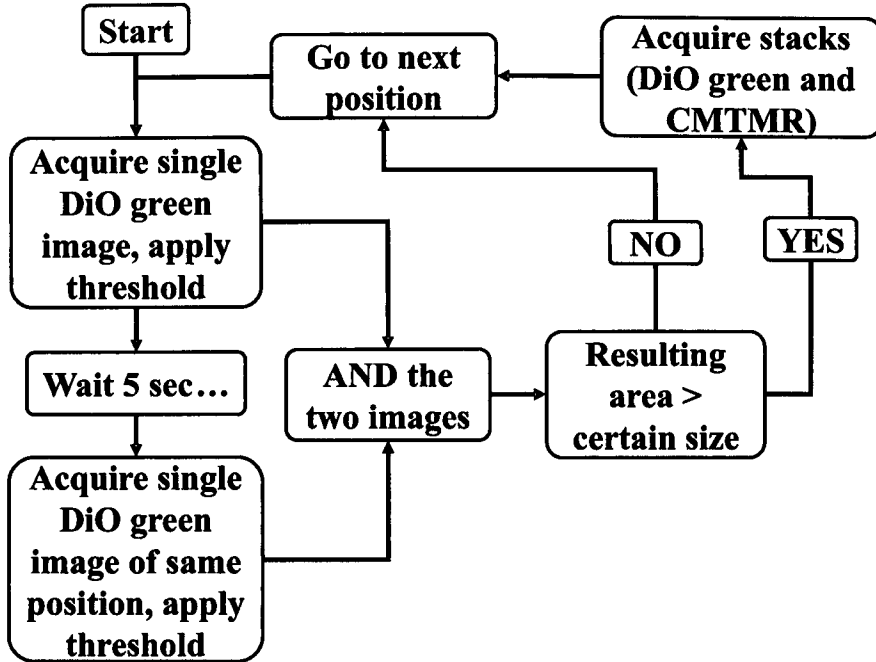 Start
Go to next
position
Acquire stacks
(DiO green and
CMTMR)
Acquire single
DiO green
image, apply
threshold
NO
YES
Wait 5 sec…
AND the
two images
Resulting
area >
certain size
Acquire single
DiO green
image of same
position, apply
threshold